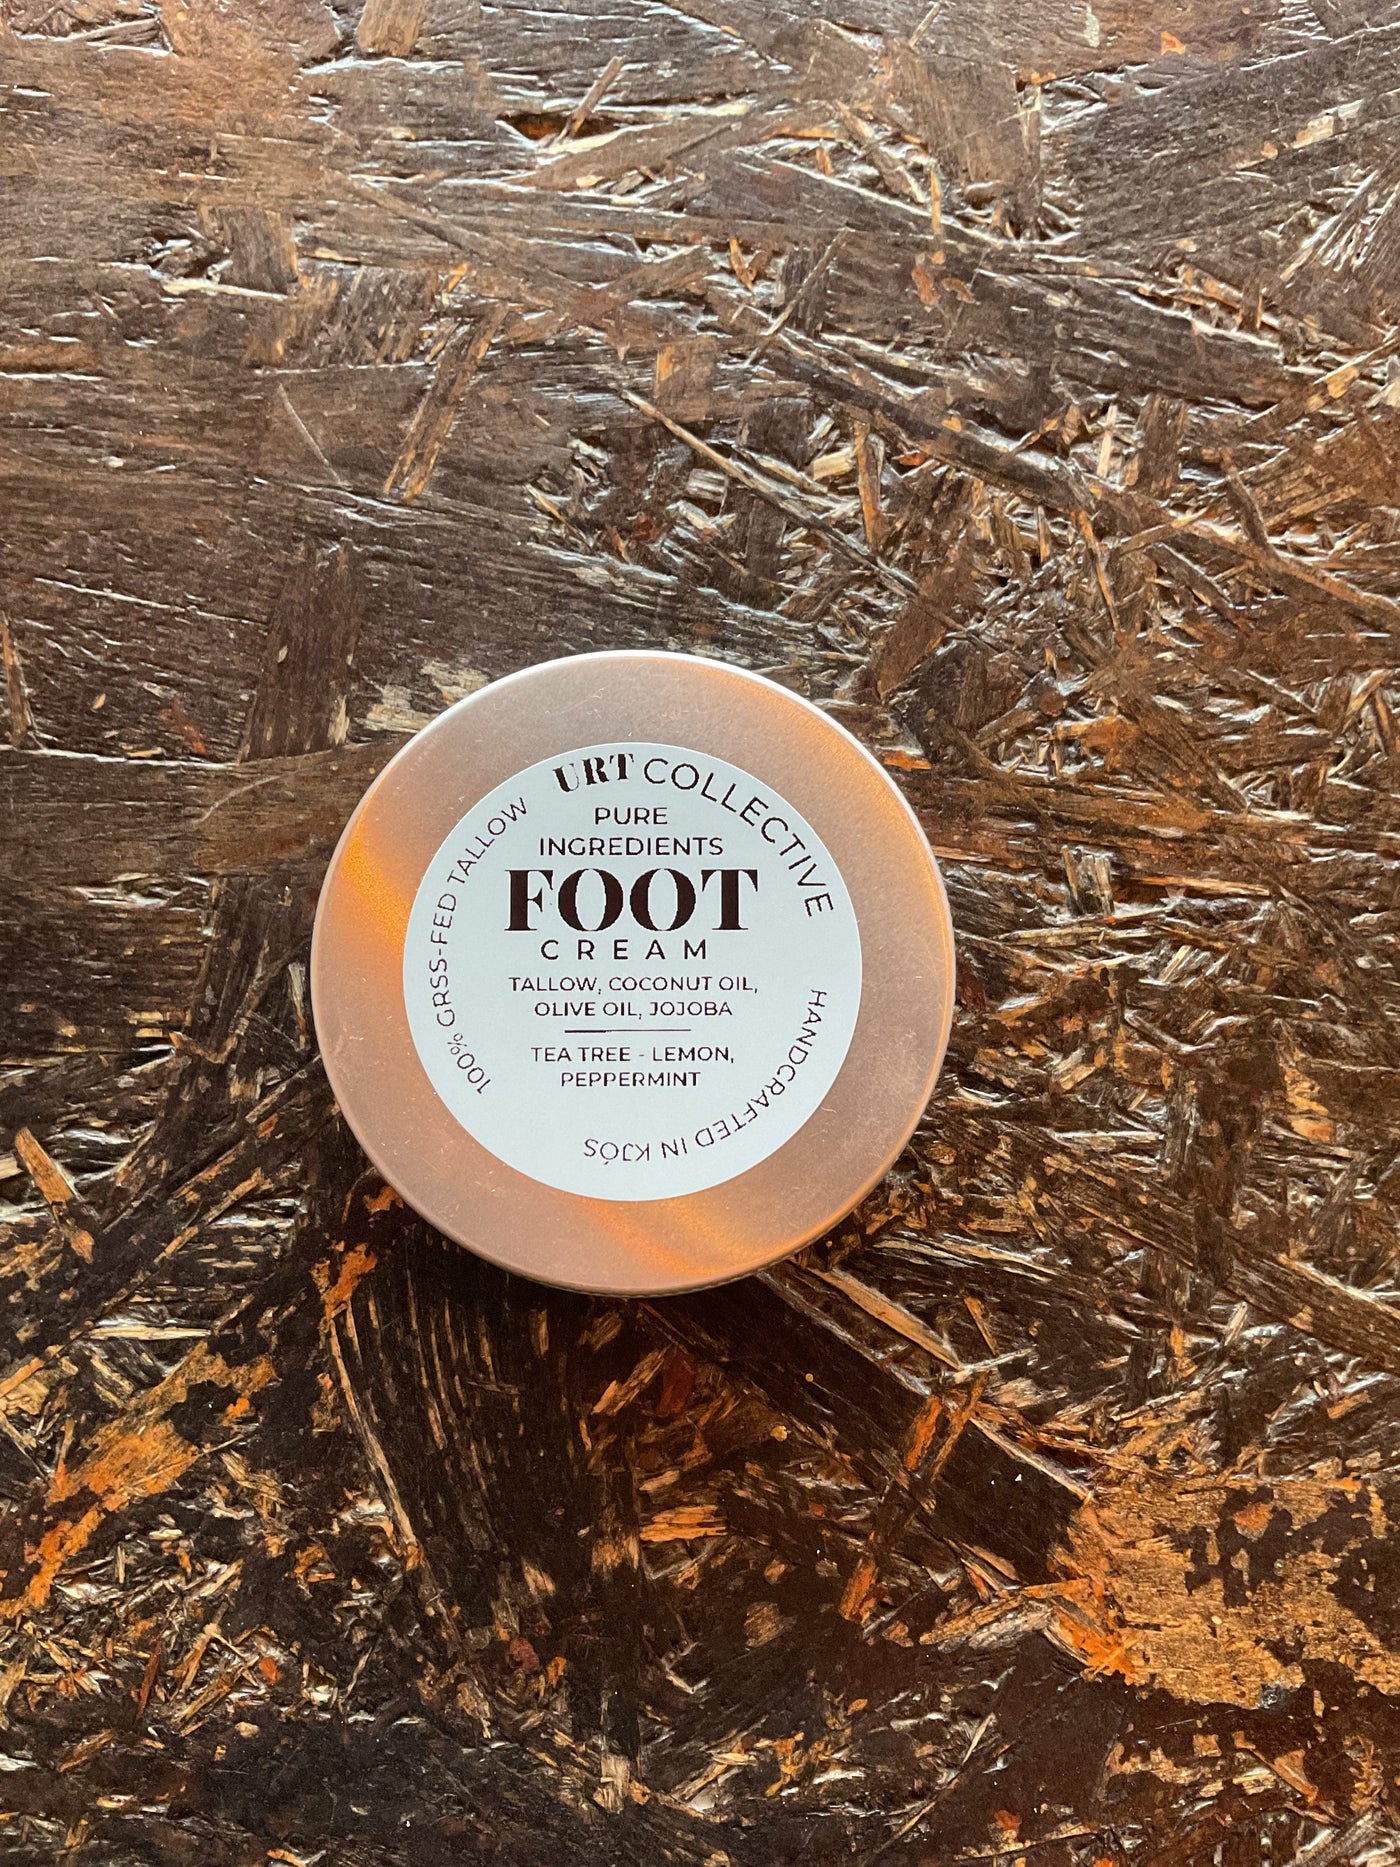 URT COLLECTIVE
PURE
INGREDIENTS
FOOT
CREAM
TALLOW, COCONUT OIL,
OLIVE OIL, JOJOBA
TEA TREE - LEMON,
PEPPERMINT
HANDCRAFTED IN KJÓS
100% GRSS-FED TALLOW